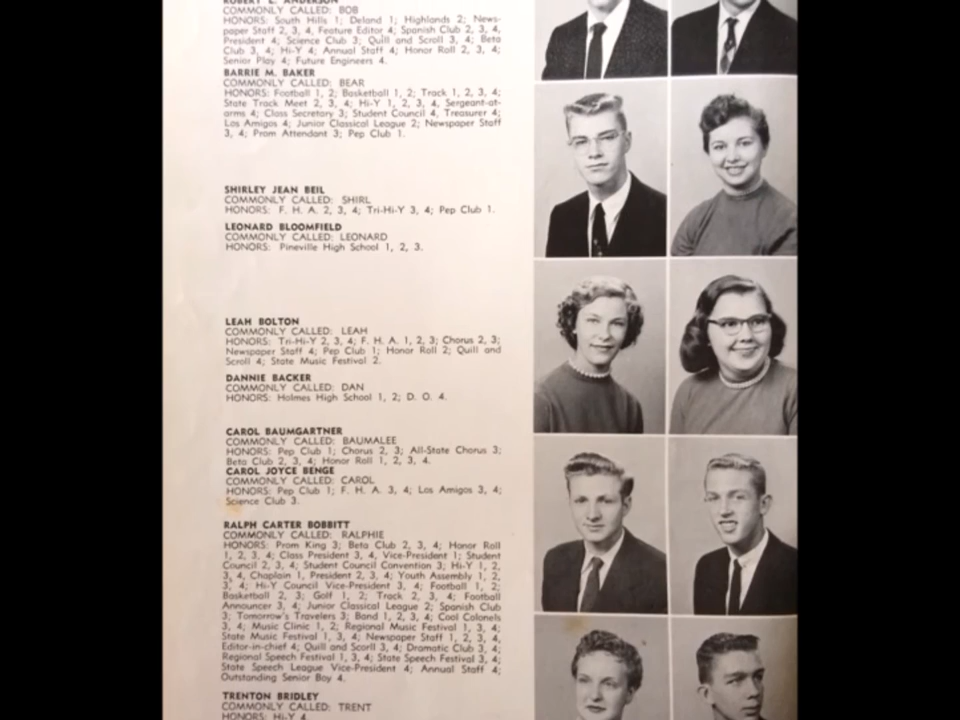 ROBERT L. ANDERSON
COMMONLY CALLED: BOB
HONORS: South Hills 1; Deland 1; Highlands 2; News-
paper Staff 2, 3, 4, Feature Editor 4; Spanish Club 2, 3, 4,
President 4; Science Club 3; Quill and Scroll 3, 4; Beta
Club 3, 4; Hi-Y 4; Annual Staff 4; Honor Roll 2, 3, 4;
Senior Play 4; Future Engineers 4.
BARRIE M. BAKER
COMMONLY CALLED: BEAR
HONORS: Football 1, 2; Basketball 1, 2; Track 1, 2, 3, 4;
State Track Meet 2, 3, 4; Hi-Y 1, 2, 3, 4, Sergeant-at-
arms 4; Class Secretary 3; Student Council 4, Treasurer 4;
Los Amigos 4; Junior Classical League 2; Newspaper Staff
3, 4; Prom Attendant 3; Pep Club 1.
SHIRLEY JEAN BEIL
COMMONLY CALLED: SHIRL
HONORS: F. H. A. 2, 3, 4; Tri-Hi-Y 3, 4; Pep Club 1.
LEONARD BLOOMFIELD
COMMONLY CALLED: LEONARD
HONORS: Pineville High School 1, 2, 3.
LEAH BOLTON
COMMONLY CALLED: LEAH
HONORS: Tri-Hi-Y 2, 3, 4; F. H. A. 1, 2, 3; Chorus 2, 3;
Newspaper Staff 4; Pep Club 1; Honor Roll 2; Quill and
Scroll 4; State Music Festival 2.
DANNIE BACKER
COMMONLY CALLED: DAN
HONORS: Holmes High School 1, 2; D. O. 4.
CAROL BAUMGARTNER
COMMONLY CALLED: BAUMALEE
HONORS: Pep Club 1; Chorus 2, 3; All-State Chorus 3;
Beta Club 2, 3, 4; Honor Roll 1, 2, 3, 4.
CAROL JOYCE BENGE
COMMONLY CALLED: CAROL
HONORS: Pep Club 1; F. H. A. 3, 4; Los Amigos 3, 4;
Science Club 3.
RALPH CARTER BOBBITT
COMMONLY CALLED: RALPHIE
HONORS: Prom King 3; Beta Club 2, 3, 4; Honor Roll
1, 2, 3, 4; Class President 3, 4, Vice-President 1; Student
Council 2, 3, 4; Student Council Convention 3; Hi-Y 1, 2,
3, 4, Chaplain 1, President 2, 3, 4; Youth Assembly 1, 2,
3, 4; Hi-Y Council Vice-President 3, 4; Football 1, 2;
Basketball 2, 3; Golf 1, 2; Track 2, 3, 4; Football
Announcer 3, 4; Junior Classical League 2; Spanish Club
3; Tomorrow's Travelers 3; Band 1, 2, 3, 4; Cool Colonels
3, 4; Music Clinic 1, 2; Regional Music Festival 1, 3, 4;
State Music Festival 1, 3, 4; Newspaper Staff 1, 2, 3, 4,
Editor-in-chief 4; Quill and Scorll 3, 4; Dramatic Club 3, 4;
Regional Speech Festival 1, 3, 4; State Speech Festival 3, 4;
State Speech League Vice-President 4; Annual Staff 4;
Outstanding Senior Boy 4.
TRENTON BRIDLEY
COMMONLY CALLED: TRENT
HONORS: Hi-Y 4